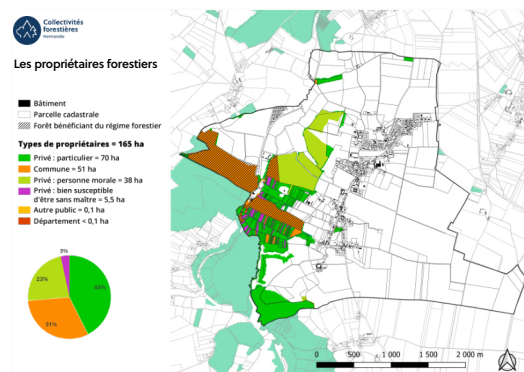 Collectivités
forestières
Normandie
Les propriétaires forestiers
Bâtiment
Parcelle cadastrale
Forêt bénéficiant du régime forestier
Types de propriétaires = 165 ha
Privé : particulier = 70 ha
Commune = 51 ha
Privé : personne morale = 38 ha
Privé : bien susceptible
d'être sans maître = 5,5 ha
Autre public = 0,1 ha
Département < 0,1 ha
3%
23%
43%
31%
0 500 1 000 1 500 2 000 m